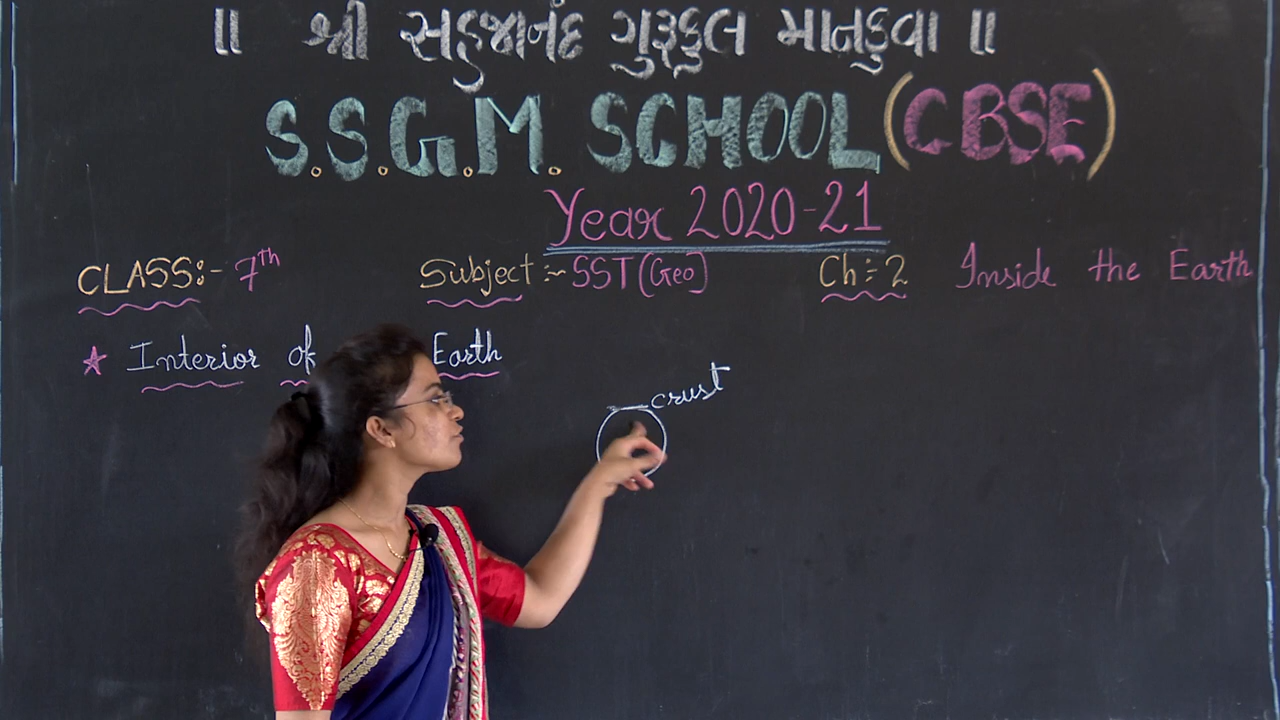 ॥ શ્રી સહજાનંદ ગુરૂકુલ માનકુવા ॥
S.S.G.M. SCHOOL (CBSE)
Year 2020-21
CLASS:- 7th Subject :- SST (Geo) Ch :- 2 Inside the Earth
★ Interior of Earth
crust